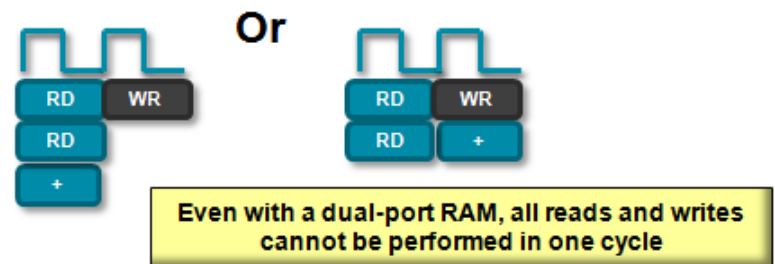 Or
RD WR
RD
+
RD WR
RD +
Even with a dual-port RAM, all reads and writes
cannot be performed in one cycle